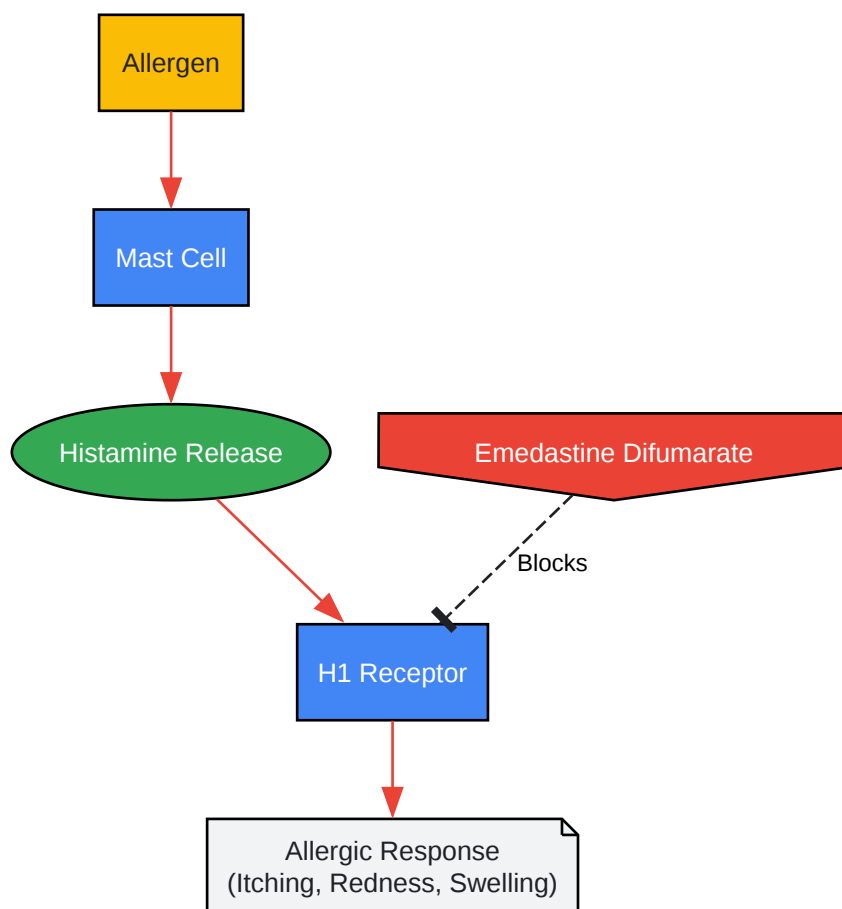 Allergen
Mast Cell
Histamine Release
Emedastine Difumarate
Blocks
H1 Receptor
Allergic Response
(Itching, Redness, Swelling)